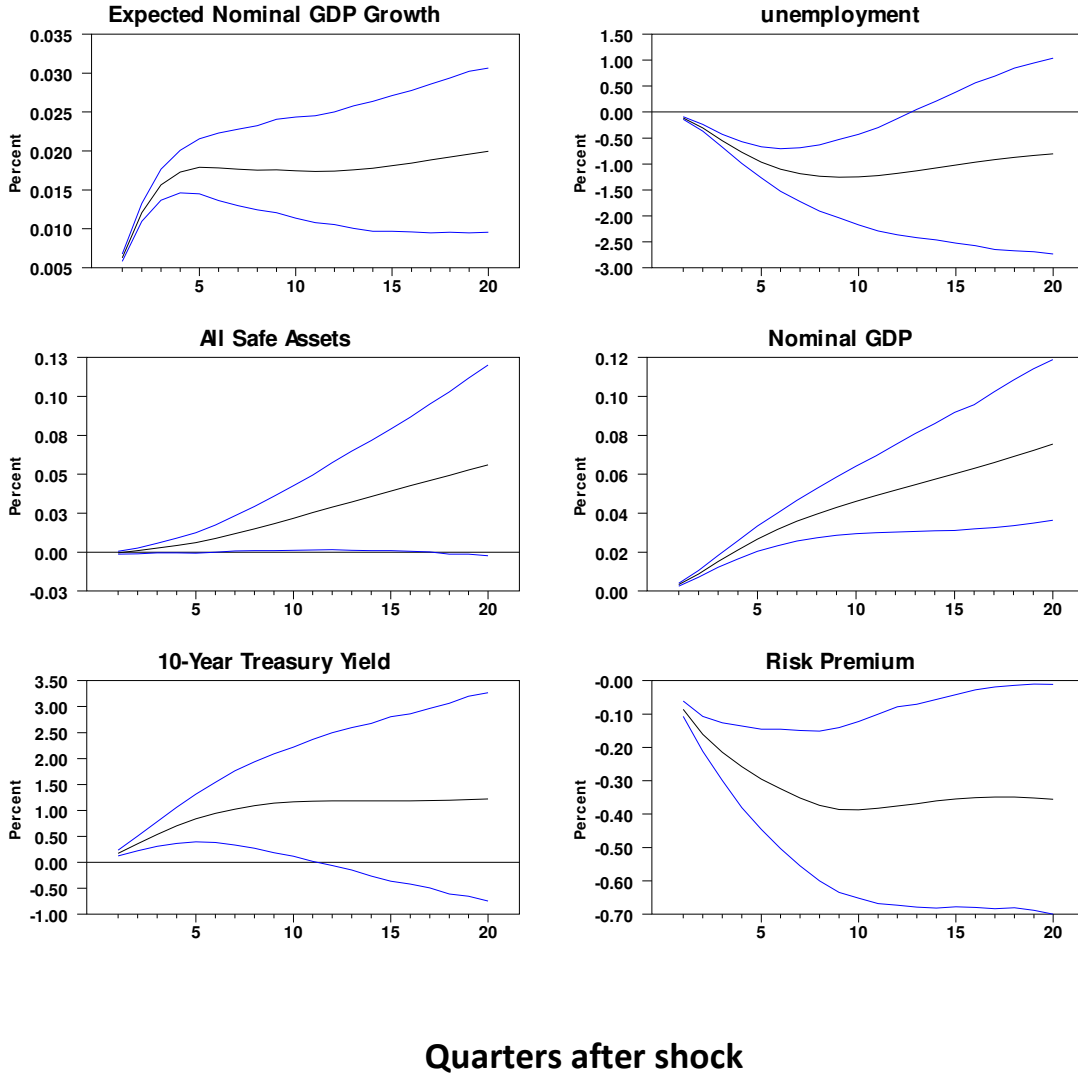 Expected Nominal GDP Growth
Percent
0.035
0.030
0.025
0.020
0.015
0.010
0.005
5 10 15 20
unemployment
Percent
1.50
1.00
0.50
0.00
-0.50
-1.00
-1.50
-2.00
-2.50
-3.00
5 10 15 20
All Safe Assets
Percent
0.13
0.10
0.08
0.05
0.03
0.00
-0.03
5 10 15 20
Nominal GDP
Percent
0.12
0.10
0.08
0.06
0.04
0.02
0.00
5 10 15 20
10-Year Treasury Yield
Percent
3.50
3.00
2.50
2.00
1.50
1.00
0.50
0.00
-0.50
-1.00
5 10 15 20
Risk Premium
Percent
-0.00
-0.10
-0.20
-0.30
-0.40
-0.50
-0.60
-0.70
5 10 15 20
Quarters after shock